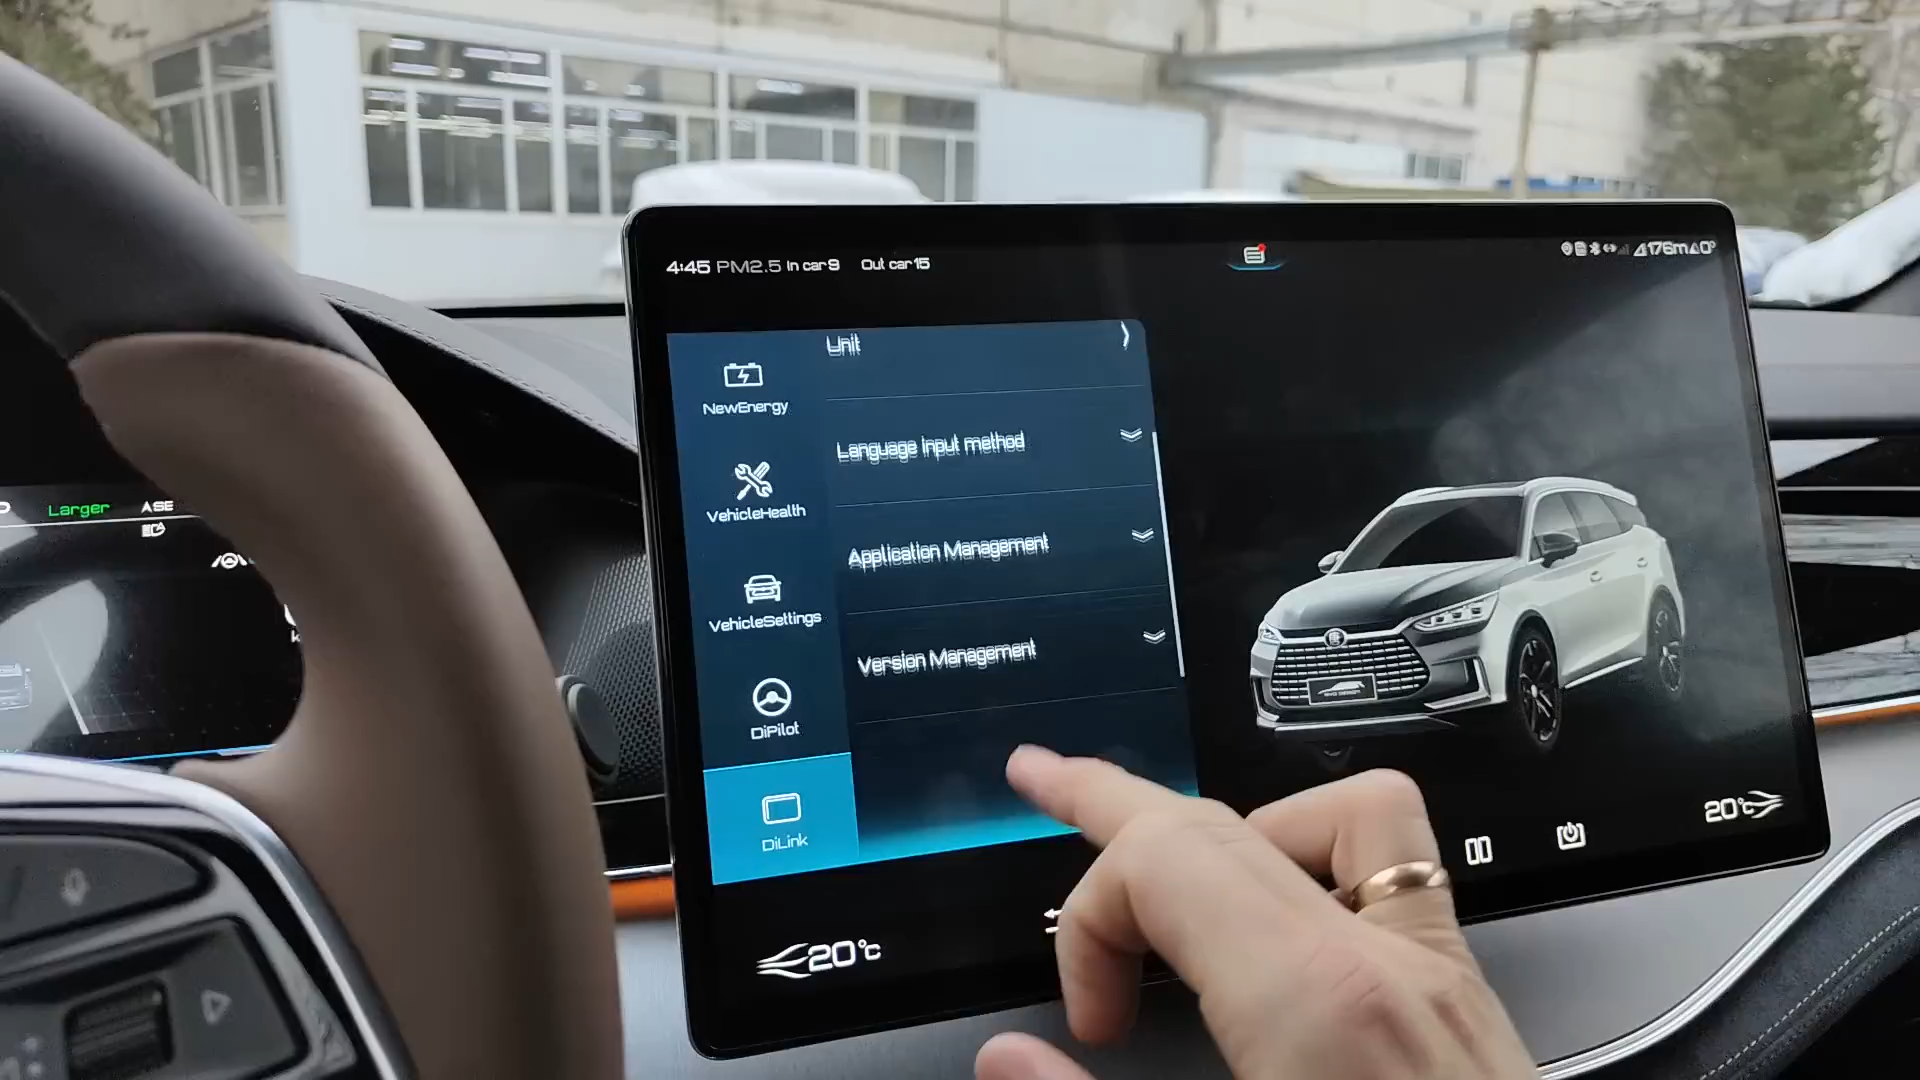 4:45 PM2.5 In car9 Out car15
176m 0°
Unit
NewEnergy
Language input method
VehicleHealth
Application Management
VehicleSettings
Version Management
DiPilot
DiLink
20°c
20°c
Larger
ASE